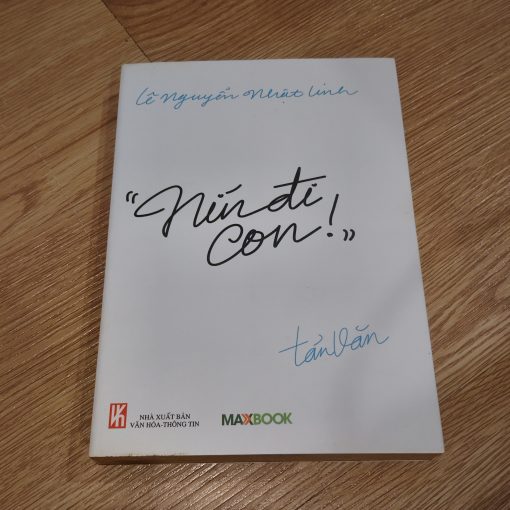 Lê Nguyễn Nhật Linh
"Nín đi
con!"
tản văn
NHÀ XUẤT BẢN
VĂN HÓA-THÔNG TIN
MAXBOOK